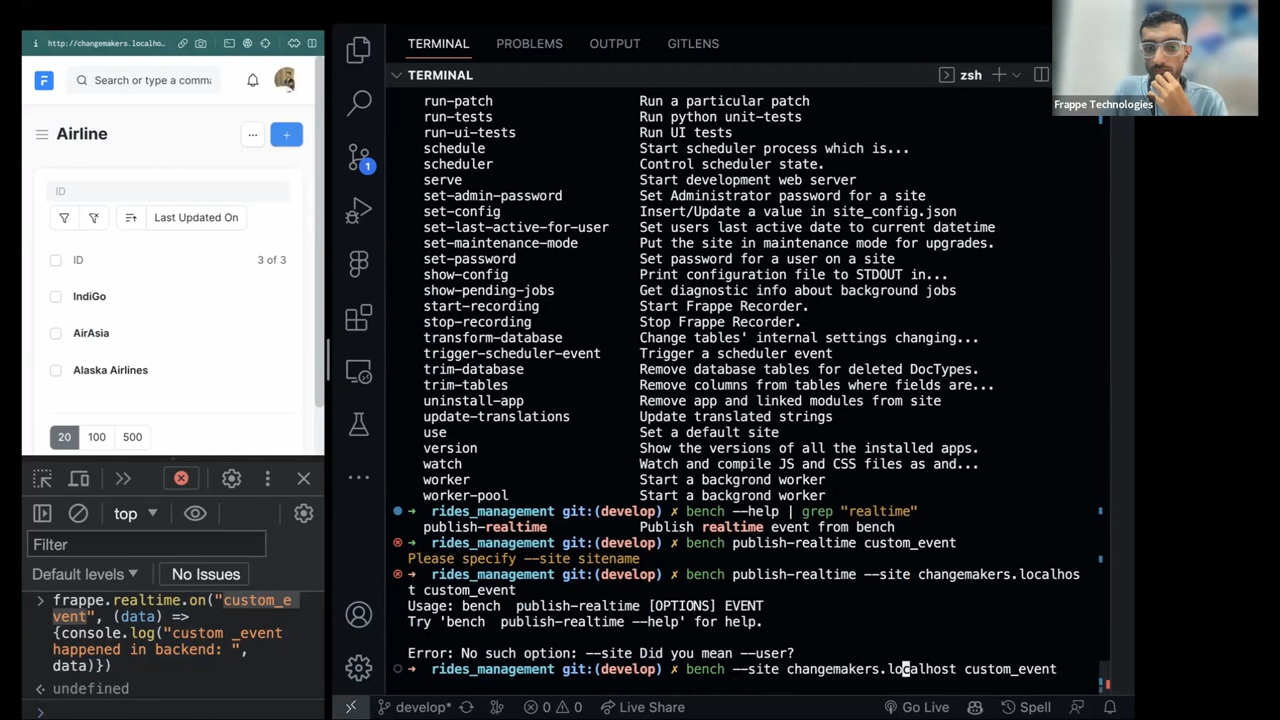 http://changemakers.localho...
Search or type a comma
Airline
ID
Last Updated On
ID
3 of 3
IndiGo
AirAsia
Alaska Airlines
20 100 500
top
Filter
Default levels
No Issues
frappe.realtime.on("custom_e
vent", (data) =>
{console.log("custom _event
happened in backend: ",
data)})
undefined
TERMINAL PROBLEMS OUTPUT GITLENS
TERMINAL
zsh
run-patch Run a particular patch
run-tests Run python unit-tests
run-ui-tests Run UI tests
schedule Start scheduler process which is...
scheduler Control scheduler state.
serve Start development web server
set-admin-password Set Administrator password for a site
set-config Insert/Update a value in site_config.json
set-last-active-for-user Set users last active date to current datetime
set-maintenance-mode Put the site in maintenance mode for upgrades.
set-password Set password for a user on a site
show-config Print configuration file to STDOUT in...
show-pending-jobs Get diagnostic info about background jobs
start-recording Start Frappe Recorder.
stop-recording Stop Frappe Recorder.
transform-database Change tables' internal settings changing...
trigger-scheduler-event Trigger a scheduler event
trim-database Remove database tables for deleted DocTypes.
trim-tables Remove columns from tables where fields are...
uninstall-app Remove app and linked modules from site
update-translations Update translated strings
use Set a default site
version Show the versions of all the installed apps.
watch Watch and compile JS and CSS files as and...
worker Start a backgrond worker
worker-pool Start a backgrond worker
➜ rides_management git:(develop) ✗ bench --help | grep "realtime"
publish-realtime Publish realtime event from bench
➜ rides_management git:(develop) ✗ bench publish-realtime custom_event
Please specify --site sitename
➜ rides_management git:(develop) ✗ bench publish-realtime --site changemakers.localhos
t custom_event
Usage: bench  publish-realtime [OPTIONS] EVENT
Try 'bench  publish-realtime --help' for help.
Error: No such option: --site Did you mean --user?
➜ rides_management git:(develop) ✗ bench --site changemakers.localhost custom_event
1
develop* 0 0 Live Share Go Live Spell
Frappe Technologies